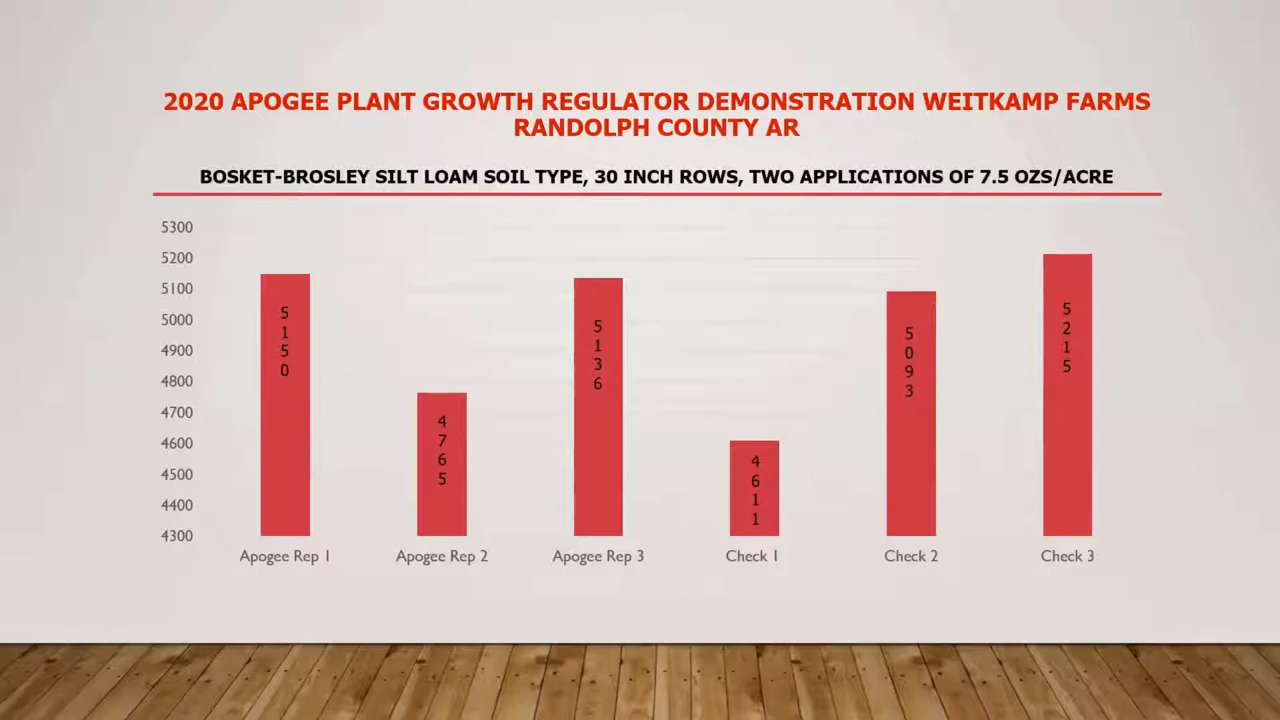 2020 APOGEE PLANT GROWTH REGULATOR DEMONSTRATION WEITKAMP FARMS
RANDOLPH COUNTY AR
BOSKET-BROSLEY SILT LOAM SOIL TYPE, 30 INCH ROWS, TWO APPLICATIONS OF 7.5 OZS/ACRE
5300
5200
5100
5000
4900
4800
4700
4600
4500
4400
4300
5150
4765
5136
4611
5093
5215
Apogee Rep 1
Apogee Rep 2
Apogee Rep 3
Check 1
Check 2
Check 3